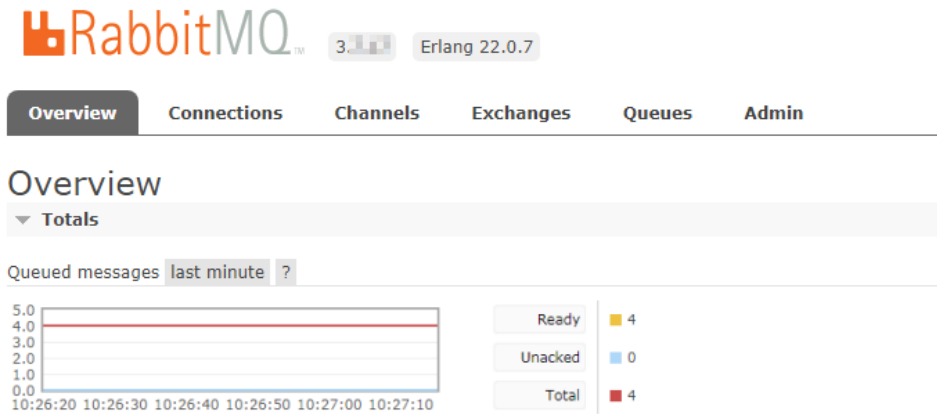 RabbitMQ TM 3. Erlang 22.0.7
Overview Connections Channels Exchanges Queues Admin
Overview
Totals
Queued messages last minute ?
5.0
4.0
3.0
2.0
1.0
0.0
10:26:20 10:26:30 10:26:40 10:26:50 10:27:00 10:27:10
Ready 4
Unacked 0
Total 4